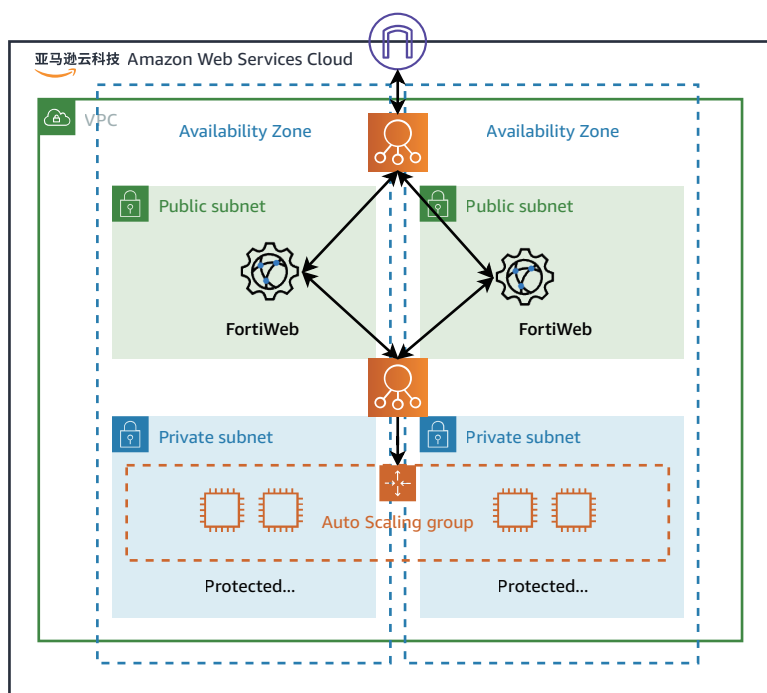 亚马逊云科技 Amazon Web Services Cloud
VPC
Availability Zone
Availability Zone
Public subnet
Public subnet
FortiWeb
FortiWeb
Private subnet
Private subnet
Auto Scaling group
Protected...
Protected...